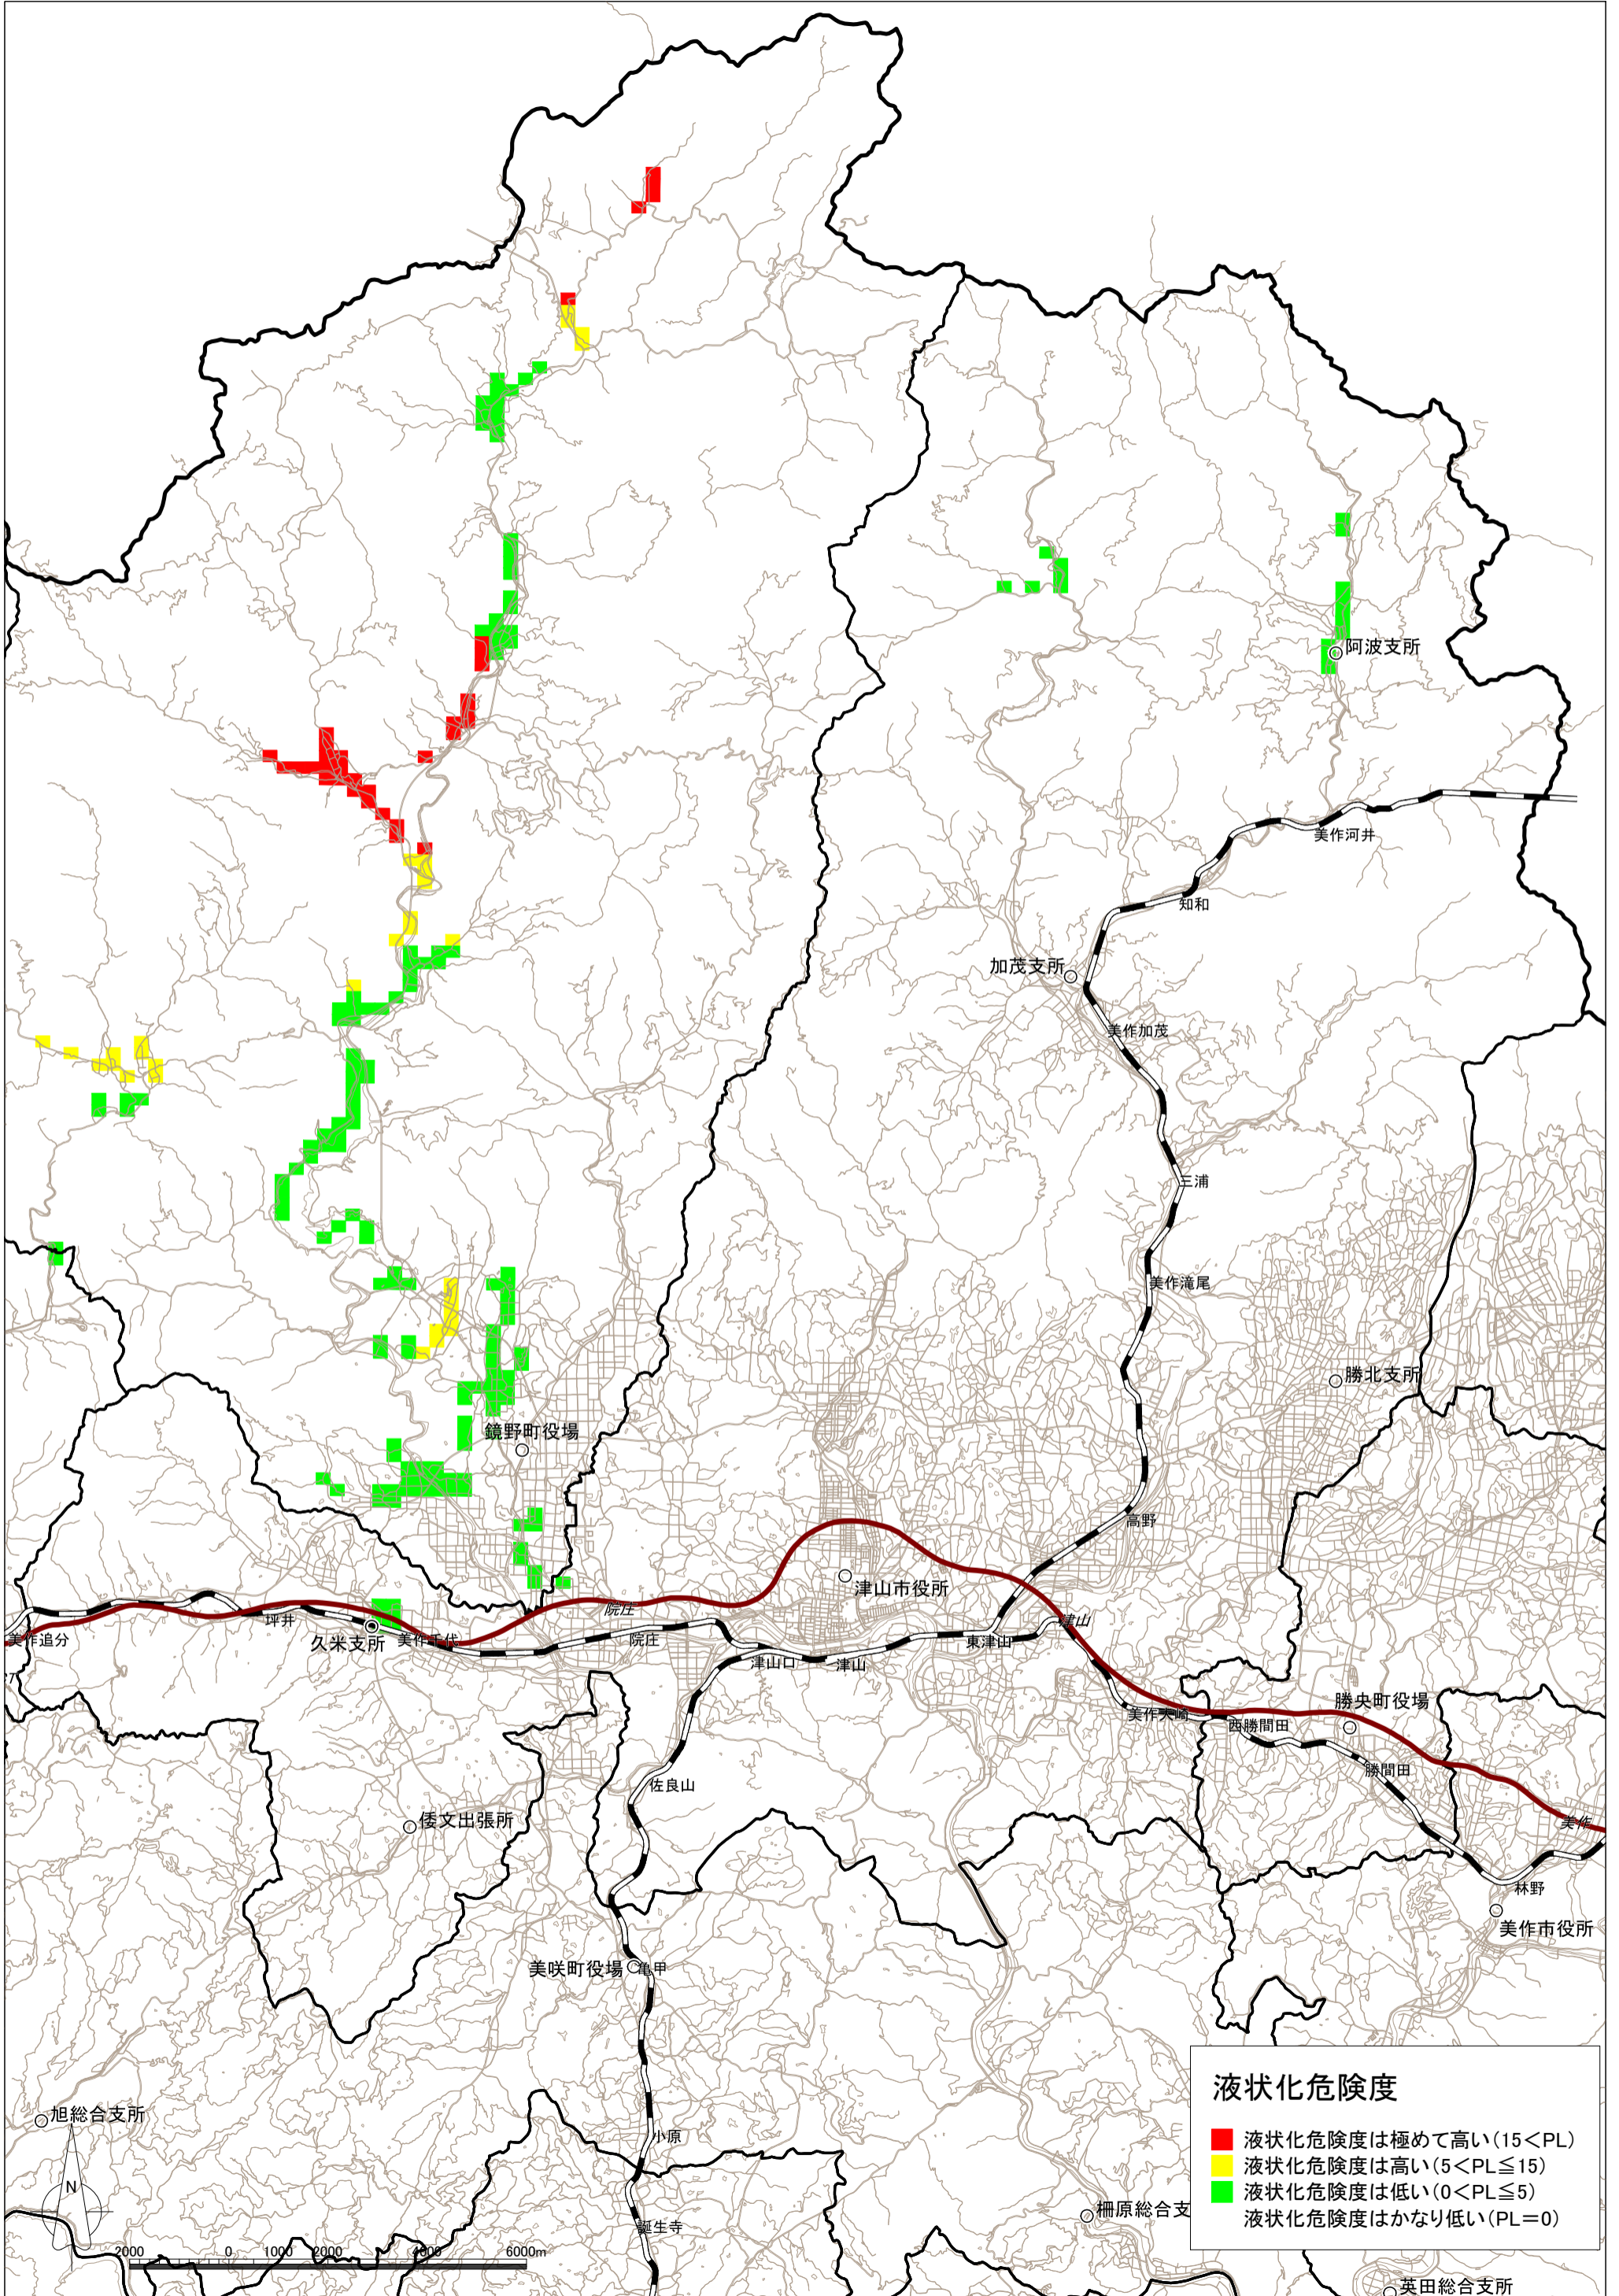 阿波支所
美作河井
知和
加茂支所
美作加茂
三浦
美作滝尾
勝北支所
鏡野町役場
高野
津山市役所
院庄
坪井
久米支所
美作追分
美作千代
院庄
津山口
津山
東津山
津山
美作大崎
西勝間田
勝央町役場
勝間田
佐良山
倭文出張所
美作
林野
美作市役所
美咲町役場
亀甲
旭総合支所
小原
N
誕生寺
柵原総合支
英田総合支所
2000 0 1000 2000 4000 6000m
液状化危険度
液状化危険度は極めて高い(15<PL)
液状化危険度は高い(5<PL≦15)
液状化危険度は低い(0<PL≦5)
液状化危険度はかなり低い(PL=0)